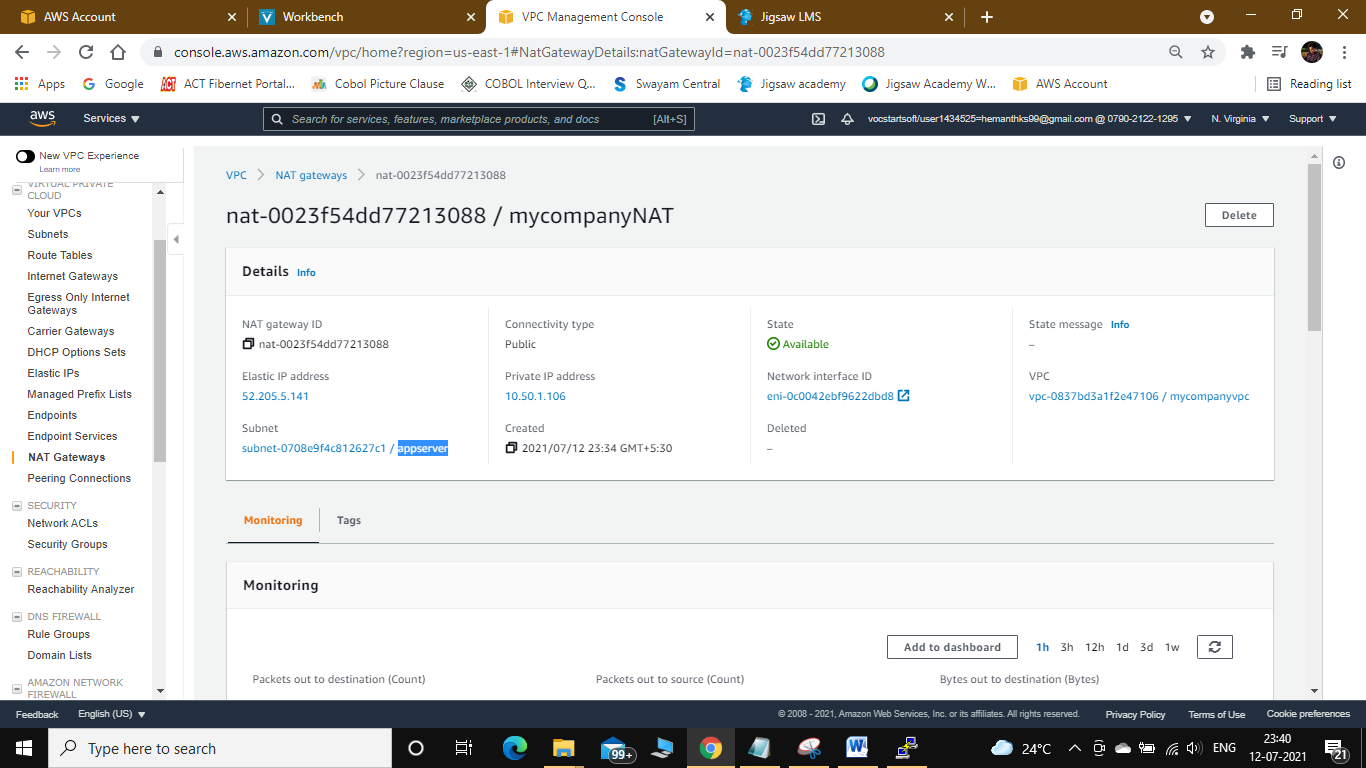 AWS Account
Workbench
VPC Management Console
Jigsaw LMS
console.aws.amazon.com/vpc/home?region=us-east-1#NatGatewayDetails:natGatewayId=nat-0023f54dd77213088
Apps
Google
ACT Fibernet Portal...
Cobol Picture Clause
COBOL Interview Q...
Swayam Central
Jigsaw academy
Jigsaw Academy W...
AWS Account
Reading list
aws
Services
Search for services, features, marketplace products, and docs
[Alt+S]
vocstartsoft/user1434525=hemanthks99@gmail.com @ 0790-2122-1295
N. Virginia
Support
New VPC Experience
Learn more
VIRTUAL PRIVATE
CLOUD
Your VPCs
Subnets
Route Tables
Internet Gateways
Egress Only Internet
Gateways
Carrier Gateways
DHCP Options Sets
Elastic IPs
Managed Prefix Lists
Endpoints
Endpoint Services
NAT Gateways
Peering Connections
SECURITY
Network ACLs
Security Groups
REACHABILITY
Reachability Analyzer
DNS FIREWALL
Rule Groups
Domain Lists
AMAZON NETWORK
FIREWALL
VPC
NAT gateways
nat-0023f54dd77213088
nat-0023f54dd77213088 / mycompanyNAT
Delete
Details Info
NAT gateway ID
nat-0023f54dd77213088
Connectivity type
Public
State
Available
State message Info
–
Elastic IP address
52.205.5.141
Private IP address
10.50.1.106
Network interface ID
eni-0c0042ebf9622dbd8
VPC
vpc-0837bd3a1f2e47106 / mycompanyvpc
Subnet
subnet-0708e9f4c812627c1 / appserver
Created
2021/07/12 23:34 GMT+5:30
Deleted
–
Monitoring
Tags
Monitoring
Add to dashboard
1h 3h 12h 1d 3d 1w
Packets out to destination (Count)
Packets out to source (Count)
Bytes out to destination (Bytes)
Feedback
English (US)
© 2008 - 2021, Amazon Web Services, Inc. or its affiliates. All rights reserved.
Privacy Policy
Terms of Use
Cookie preferences
Type here to search
99+
24°C
ENG
23:40
12-07-2021
21